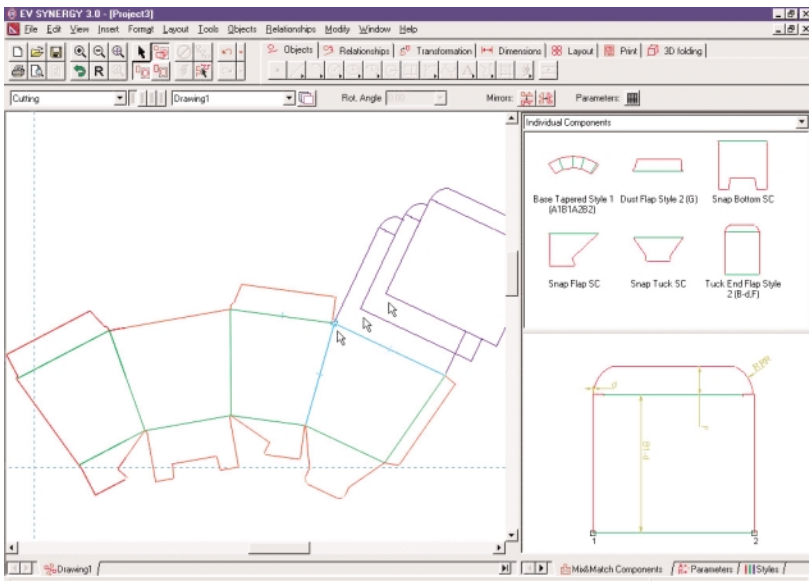 EV SYNERGY 3.0 - [Project3]
File Edit View Insert Format Layout Tools Objects Relationships Modify Window Help
Objects Relationships Transformation Dimensions Layout Print 3D folding
R
Cutting Drawing1 Rot. Angle Mirrors: Parameters:
Individual Components
Base Tapered Style 1 (A1B1A2B2)
Dust Flap Style 2 (G)
Snap Bottom SC
Snap Flap SC
Snap Tuck SC
Tuck End Flap Style 2 (B-d,F)
1 2
Drawing1 Mix&Match Components Parameters Styles